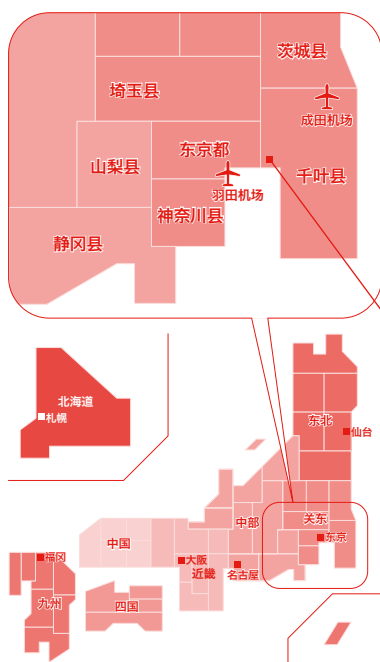 茨城县
埼玉县
成田机场
东京都
山梨县
千叶县
羽田机场
神奈川县
静冈县
北海道
札幌
东北
仙台
中部
关东
东京
中国
大阪
福冈
近畿
名古屋
九州
四国